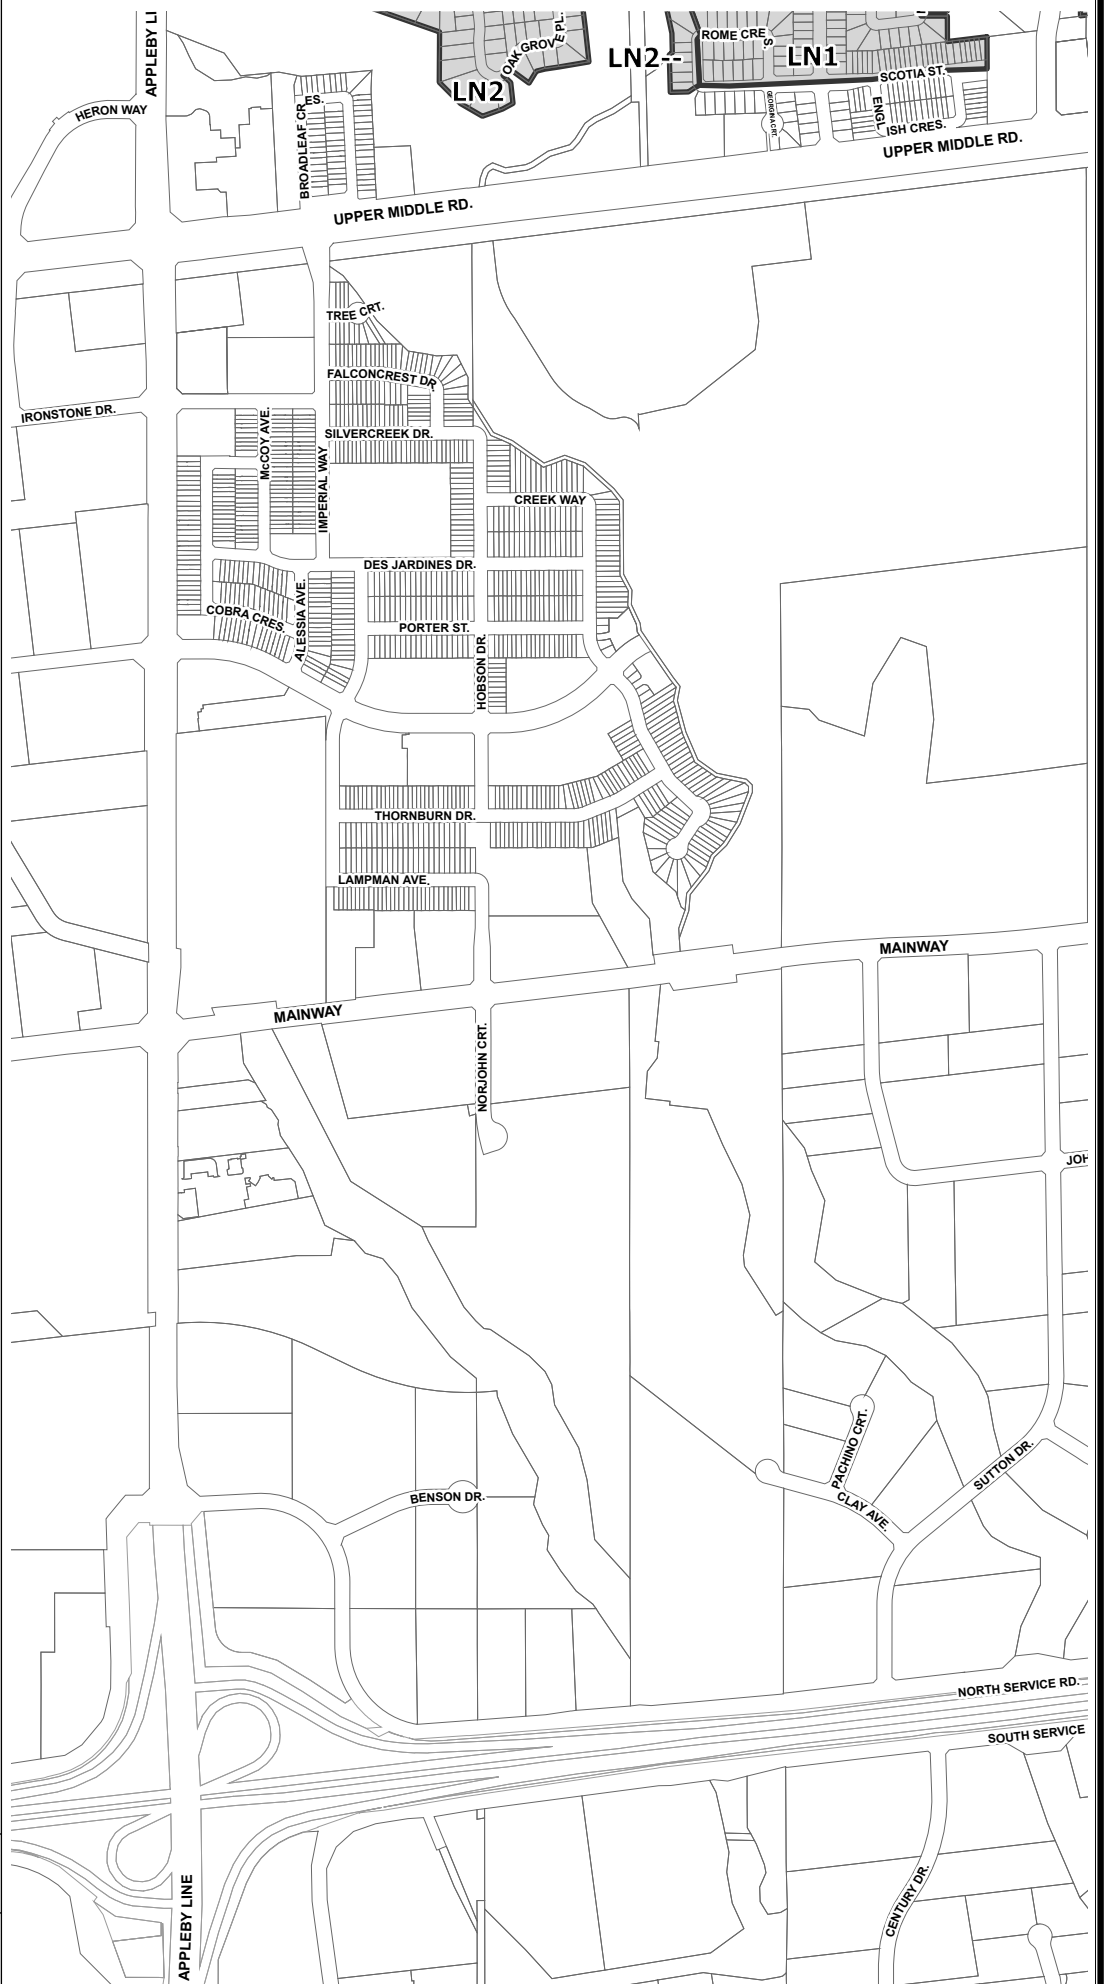 APPLEBY LI
OAK GROVE PL.
ROME CRES.
LN2--
LN1
LN2
SCOTIA ST.
HERON WAY
BROADLEAF CRES.
GEORGINA CRT.
ENGLISH CRES.
UPPER MIDDLE RD.
UPPER MIDDLE RD.
TREE CRT.
FALCONCREST DR.
IRONSTONE DR.
McCOY AVE.
SILVERCREEK DR.
IMPERIAL WAY
CREEK WAY
DES JARDINES DR.
COBRA CRES.
ALESSIA AVE.
PORTER ST.
HOBSON DR.
THORNBURN DR.
LAMPMAN AVE.
MAINWAY
MAINWAY
NORJOHN CRT.
JOH
PACHINO CRT.
SUTTON DR.
BENSON DR.
CLAY AVE.
NORTH SERVICE RD.
SOUTH SERVICE
CENTURY DR.
APPLEBY LINE